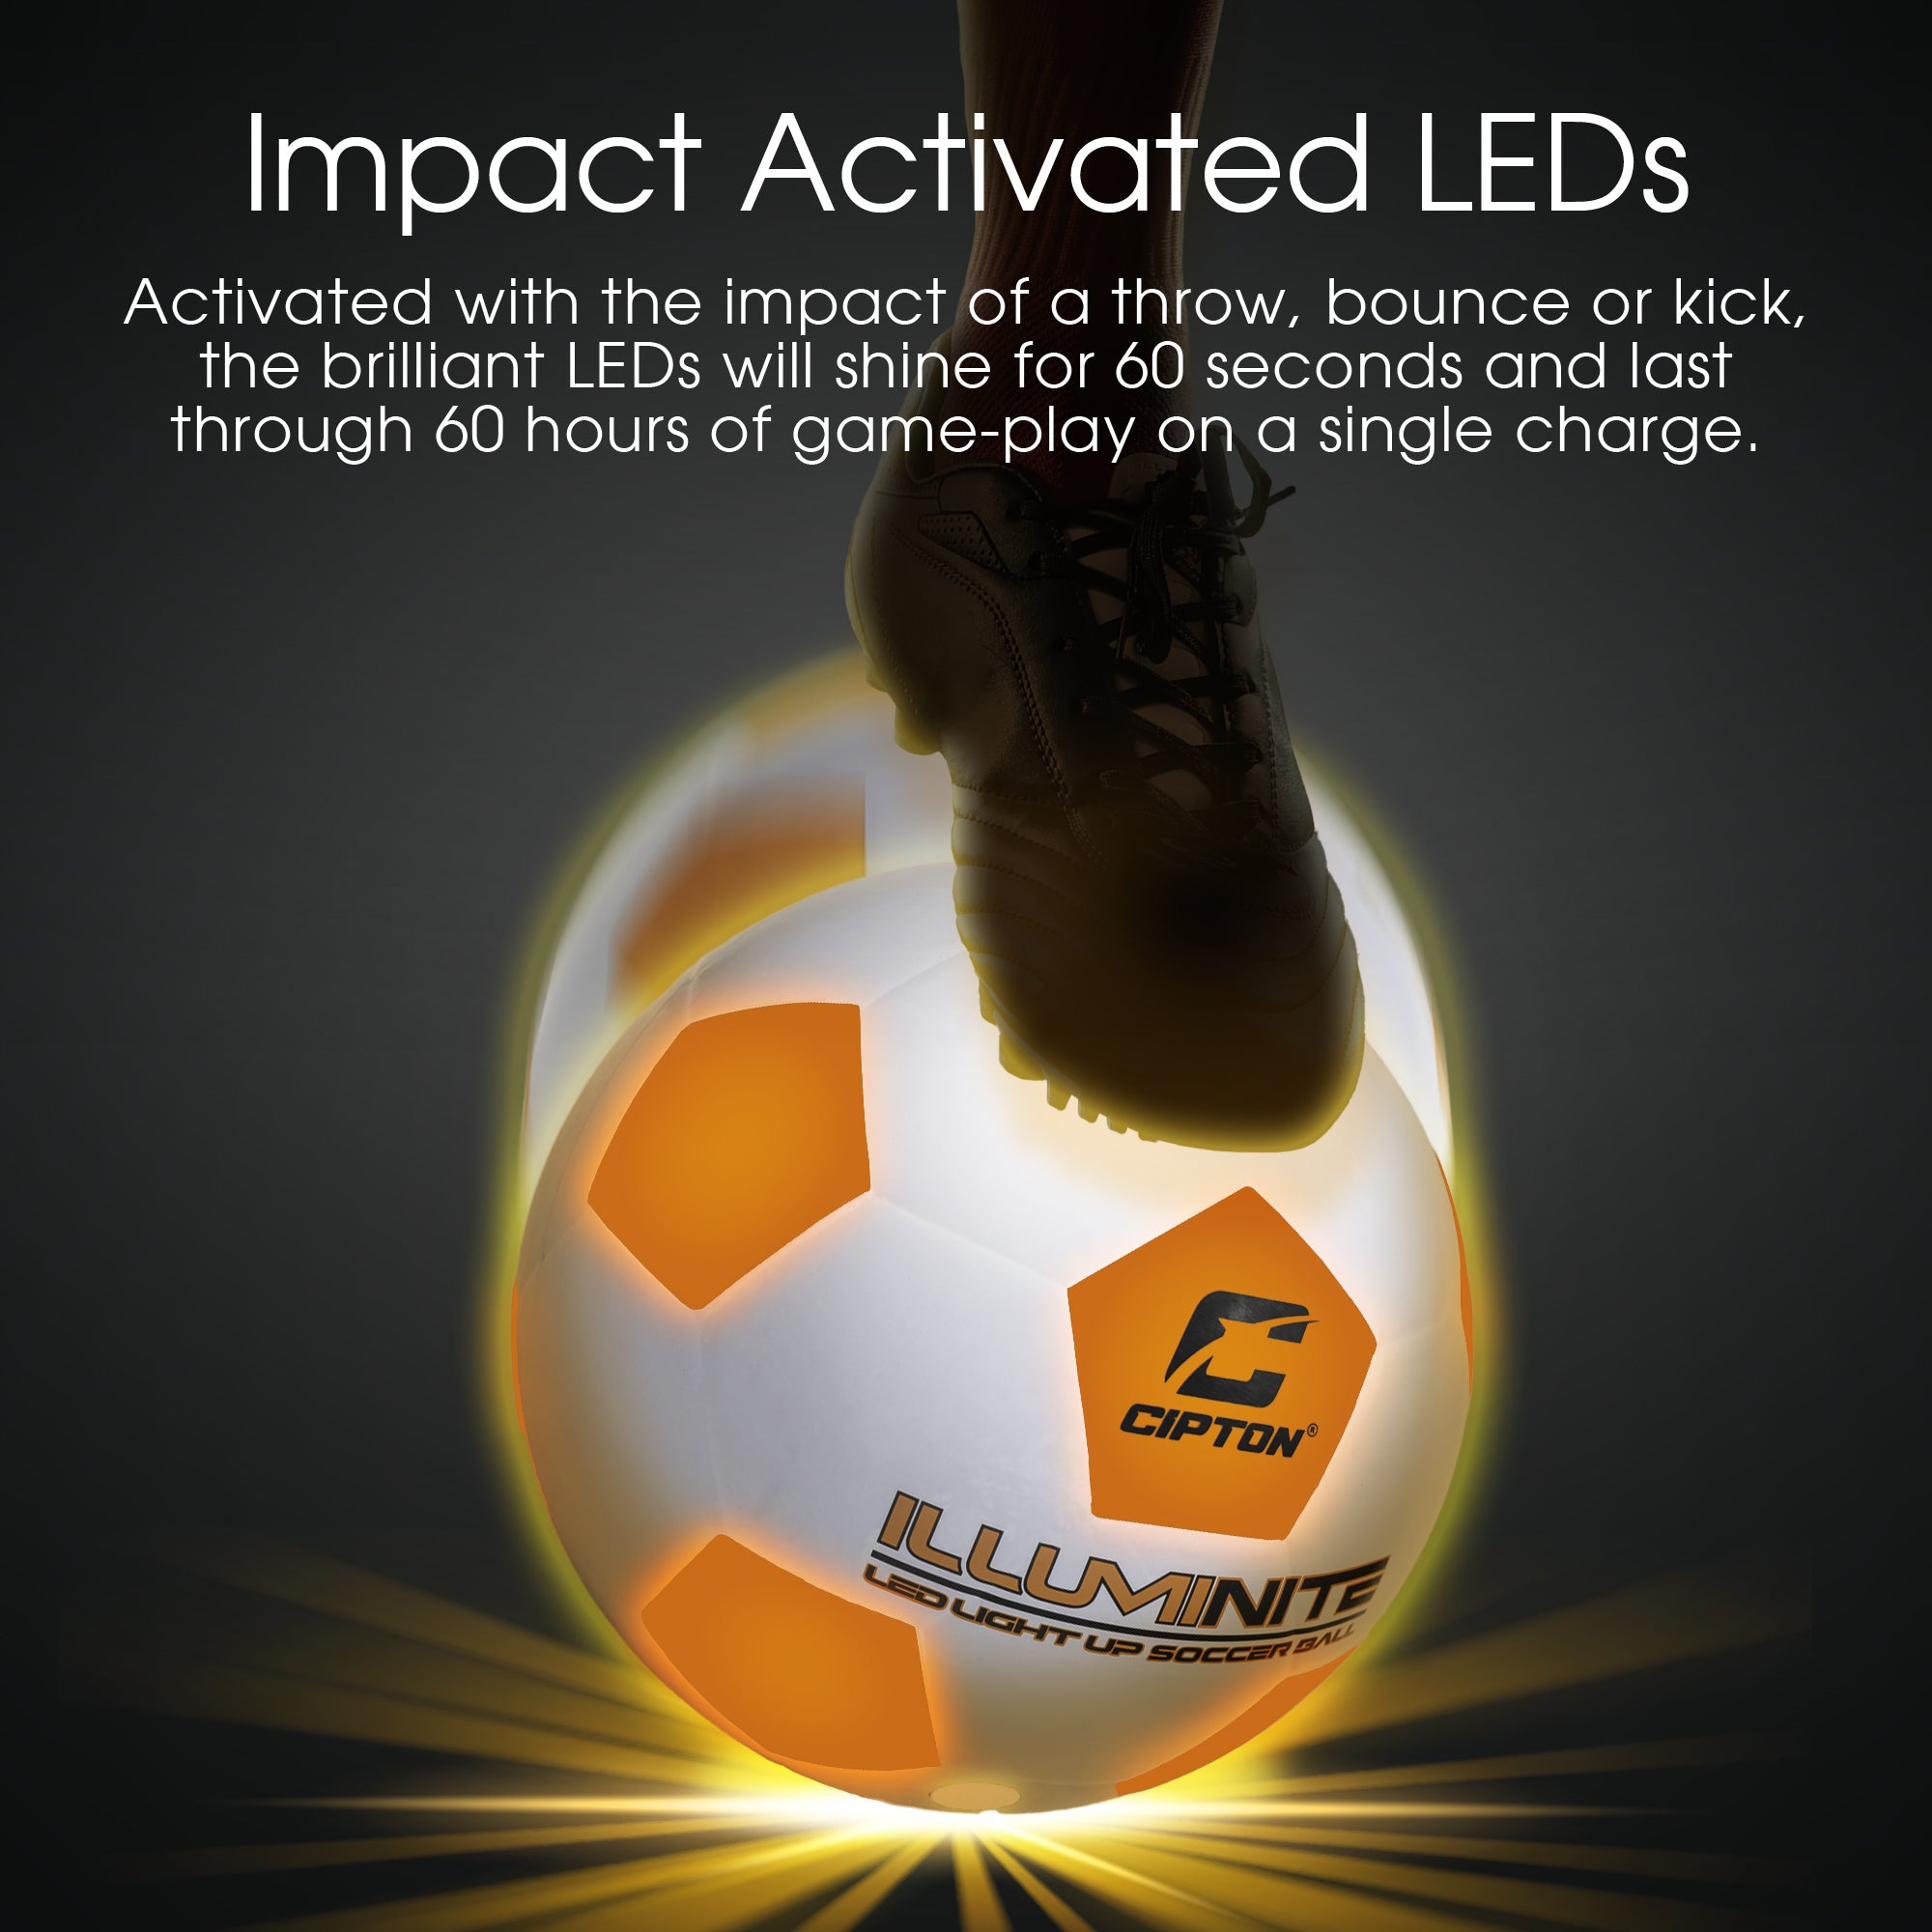 Impact Activated LEDs
Activated with the impact of a throw, bounce or kick,
the brilliant LEDs will shine for 60 seconds and last
through 60 hours of game-play on a single charge.
CIPTON®
ILLUMINITE
LED LIGHT UP SOCCER BALL